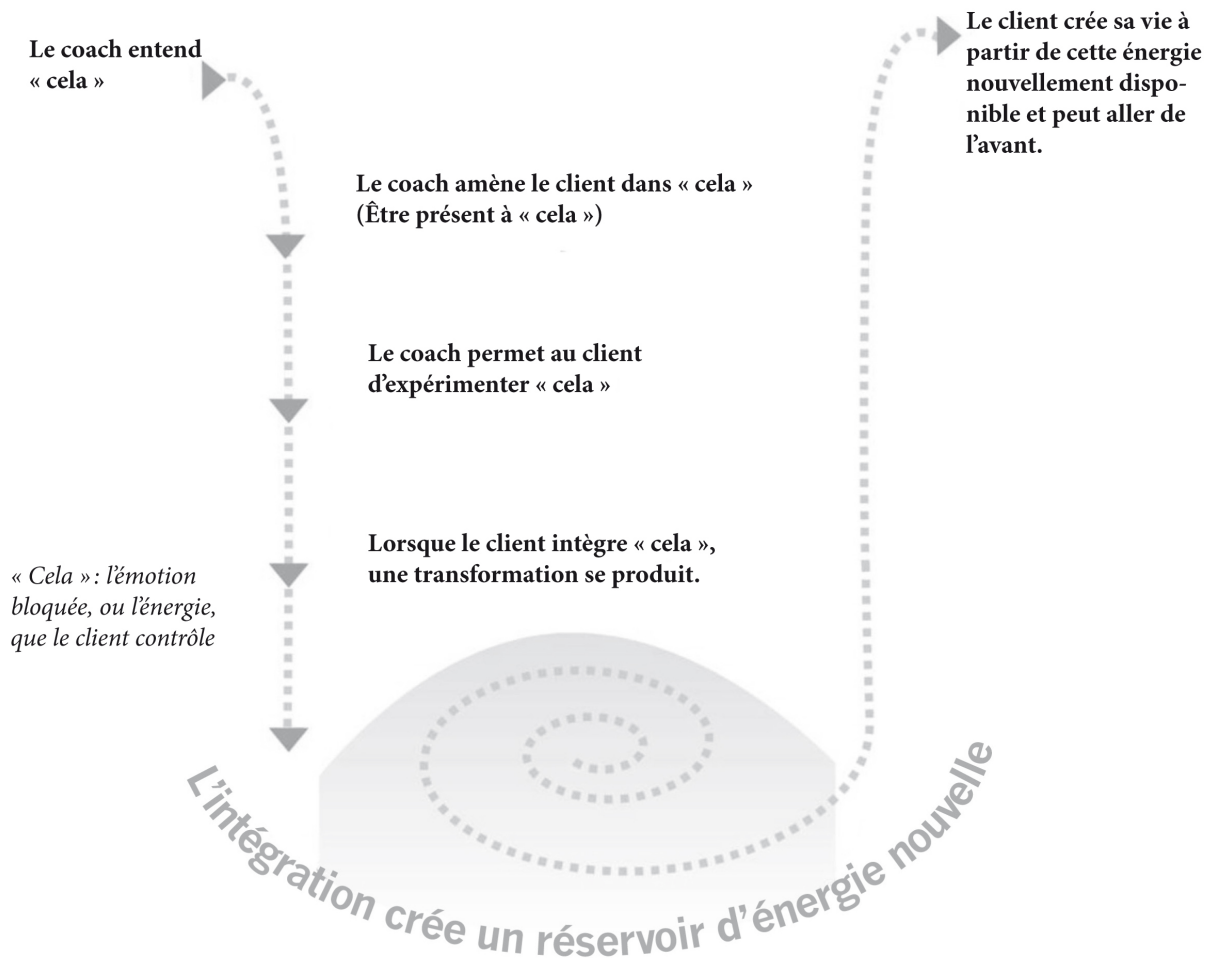 Le coach entend
« cela »
Le coach amène le client dans « cela »
(Être présent à « cela »)
Le coach permet au client
d’expérimenter « cela »
Lorsque le client intègre « cela »,
une transformation se produit.
« Cela » : l’émotion
bloquée, ou l’énergie,
que le client contrôle
L’intégration crée un réservoir d’énergie nouvelle
Le client crée sa vie à
partir de cette énergie
nouvellement dispo-
nible et peut aller de
l’avant.